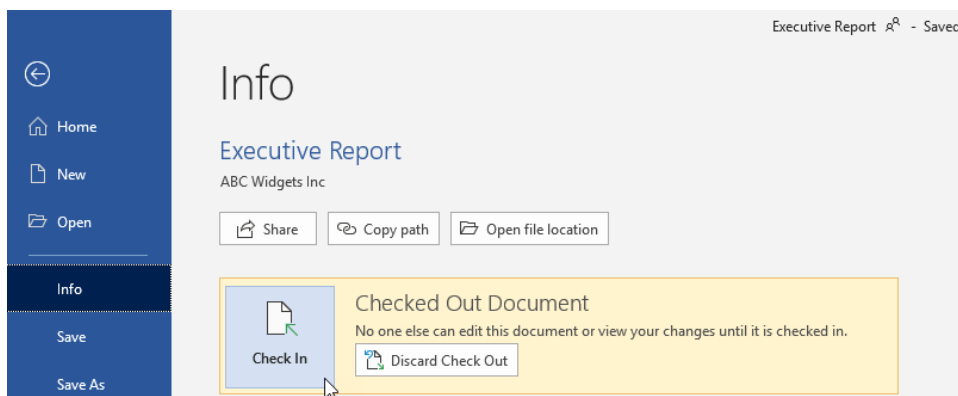 Executive Report - Saved
Info
Home
New
Open
Info
Save
Save As
Executive Report
ABC Widgets Inc
Share Copy path Open file location
Check In
Checked Out Document
No one else can edit this document or view your changes until it is checked in.
Discard Check Out